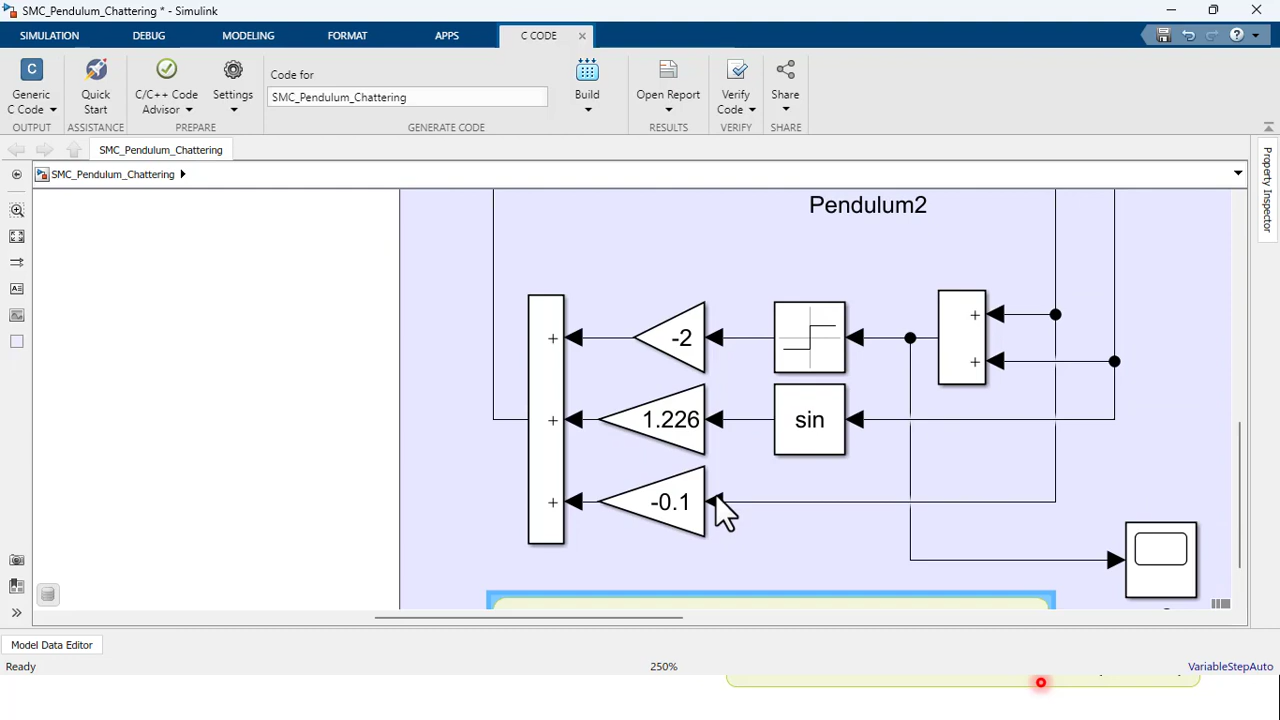 SMC_Pendulum_Chattering * - Simulink
SIMULATION DEBUG MODELING FORMAT APPS C CODE
Generic
C Code
Quick
Start
C/C++ Code
Advisor
Settings
Code for
SMC_Pendulum_Chattering
Build
Open Report
Verify
Code
Share
OUTPUT ASSISTANCE PREPARE GENERATE CODE RESULTS VERIFY SHARE
SMC_Pendulum_Chattering
SMC_Pendulum_Chattering
Property Inspector
Pendulum2
+ -2 +
+
+ 1.226 sin
+ -0.1
Model Data Editor
Ready 250% VariableStepAuto